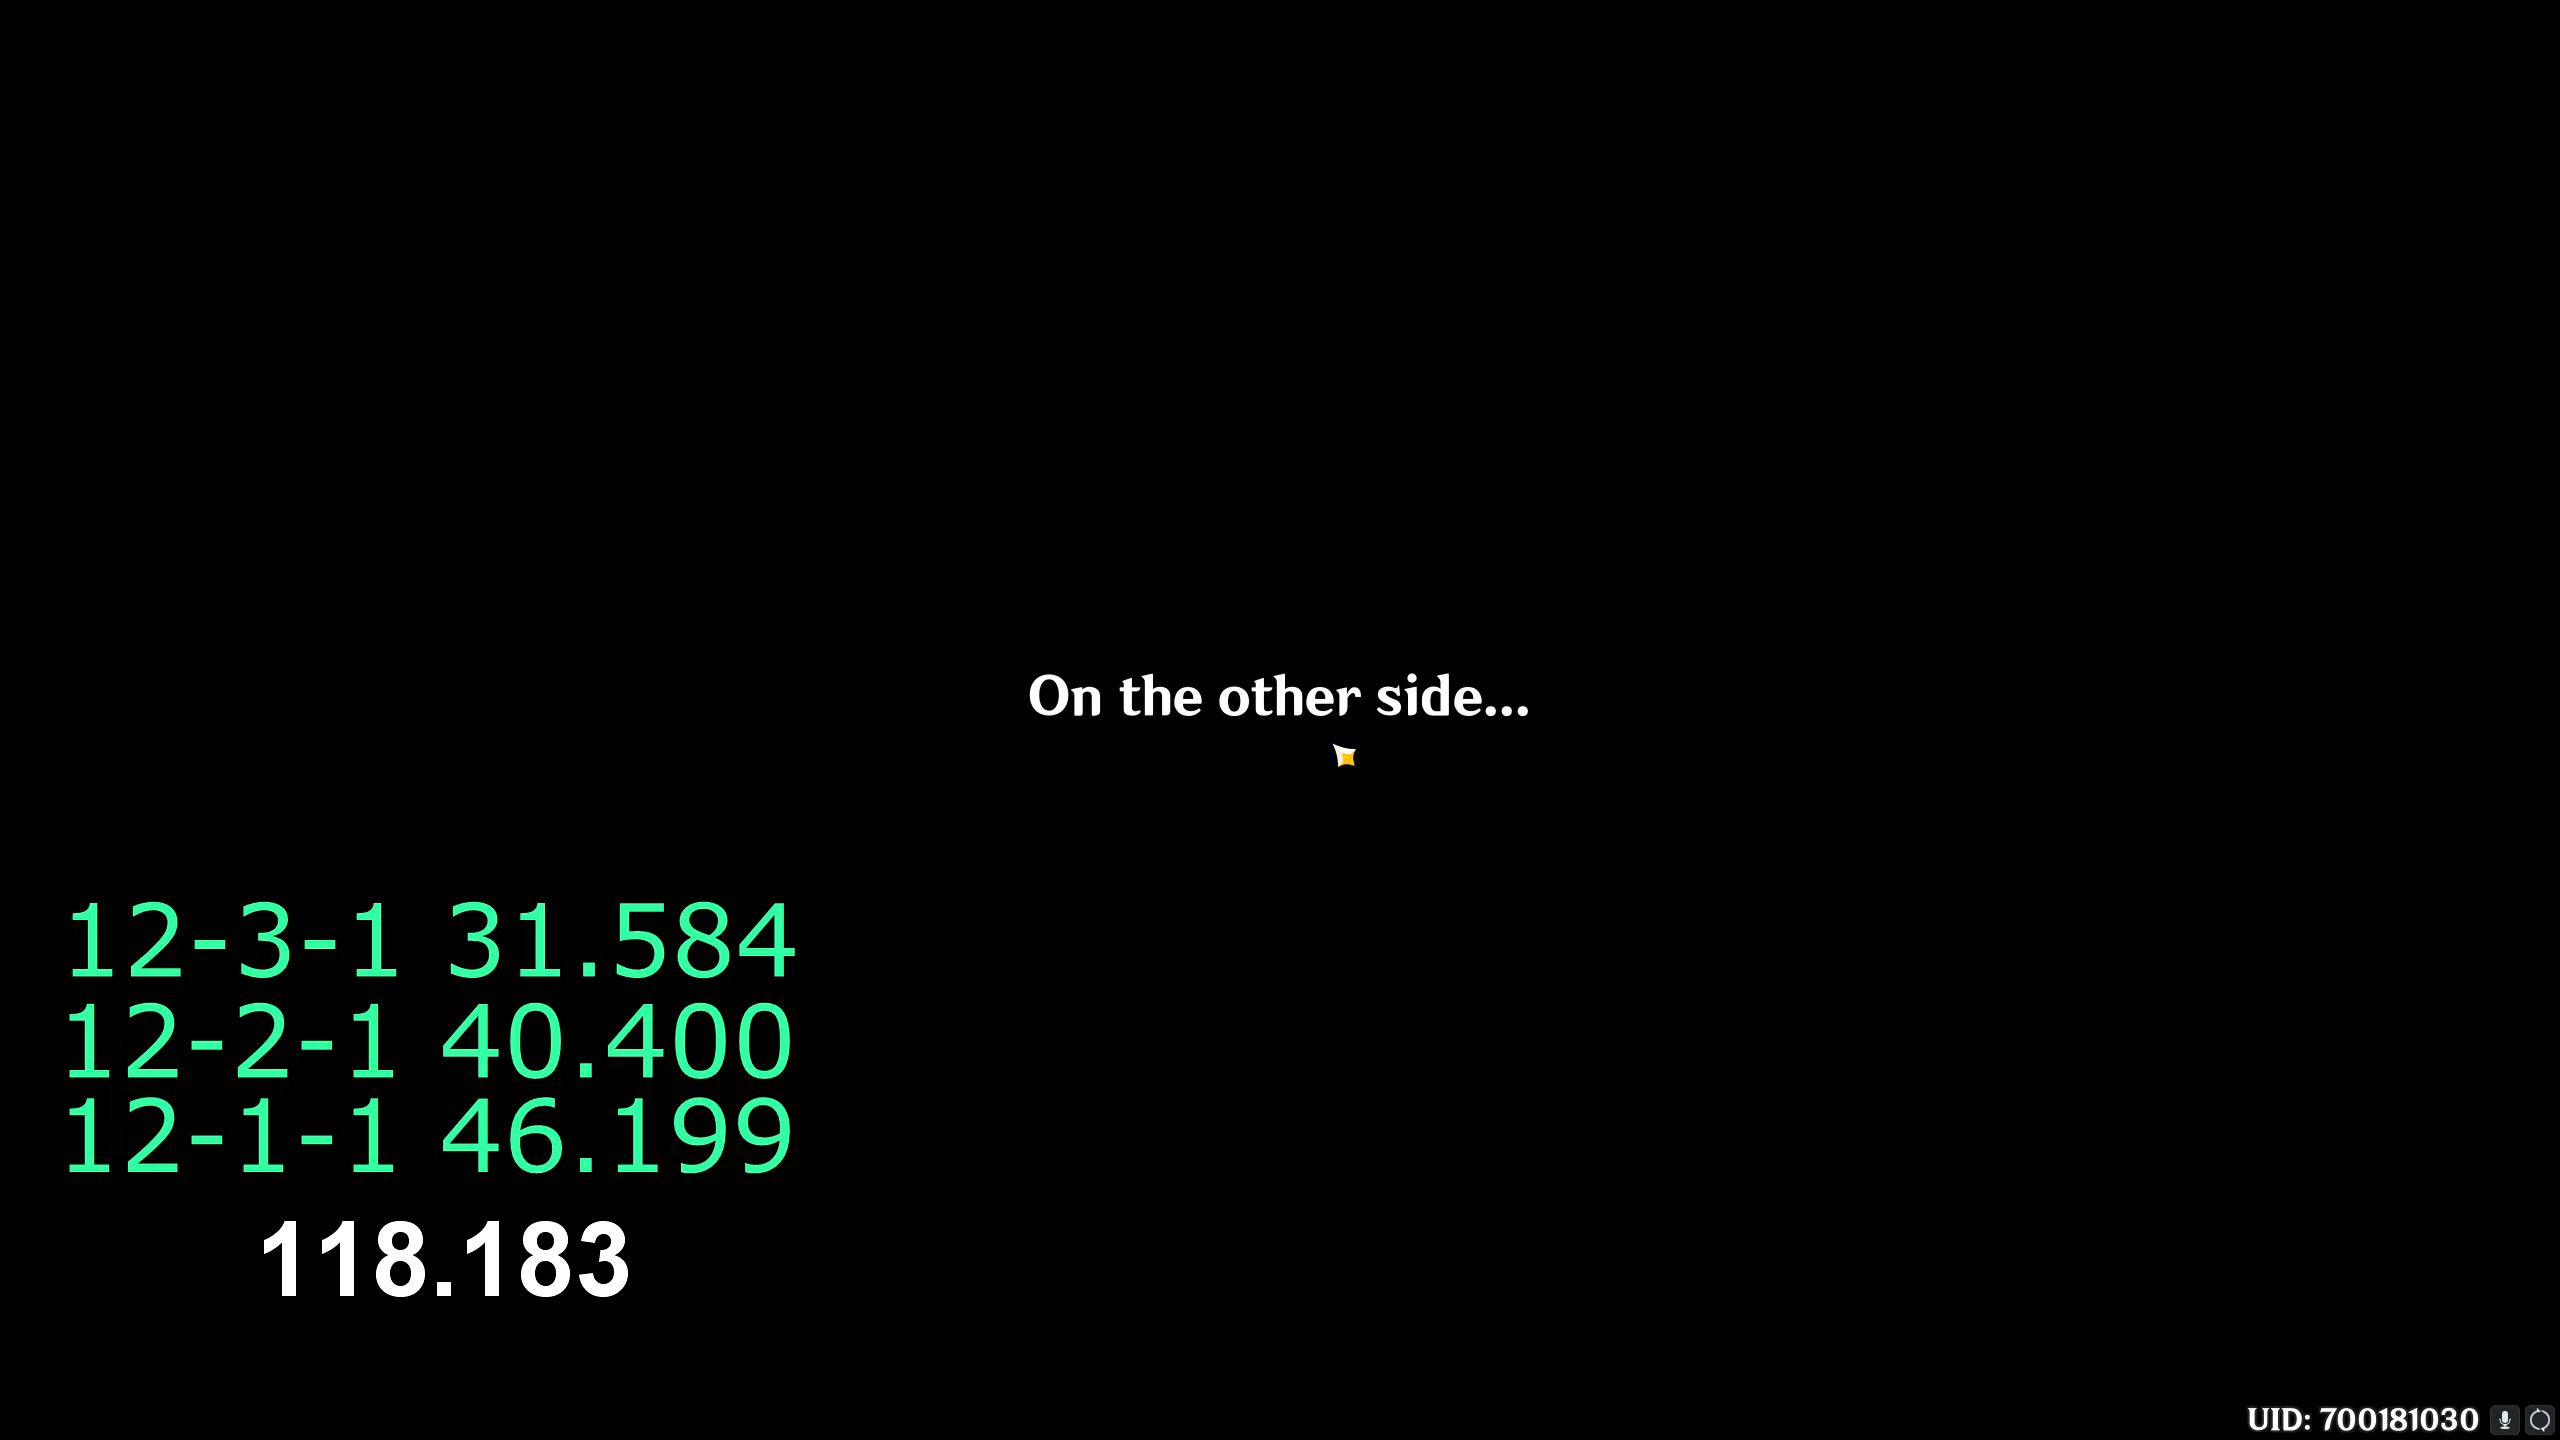 On the other side...
12-3-1 31.584
12-2-1 40.400
12-1-1 46.199
118.183
UID: 700181030